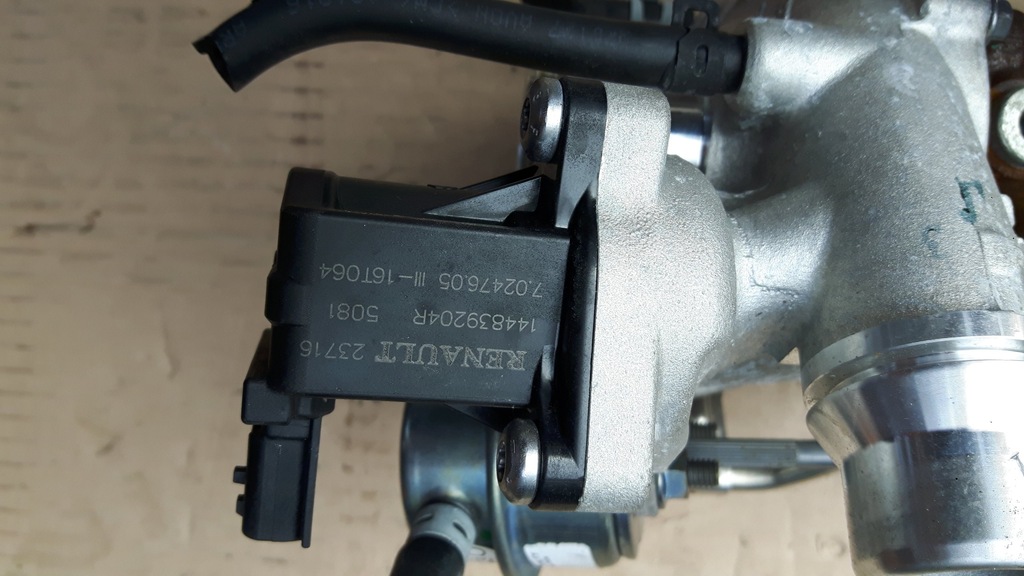 RENAULT 23716
144839204R 5081
7.02476.05 III-16T064